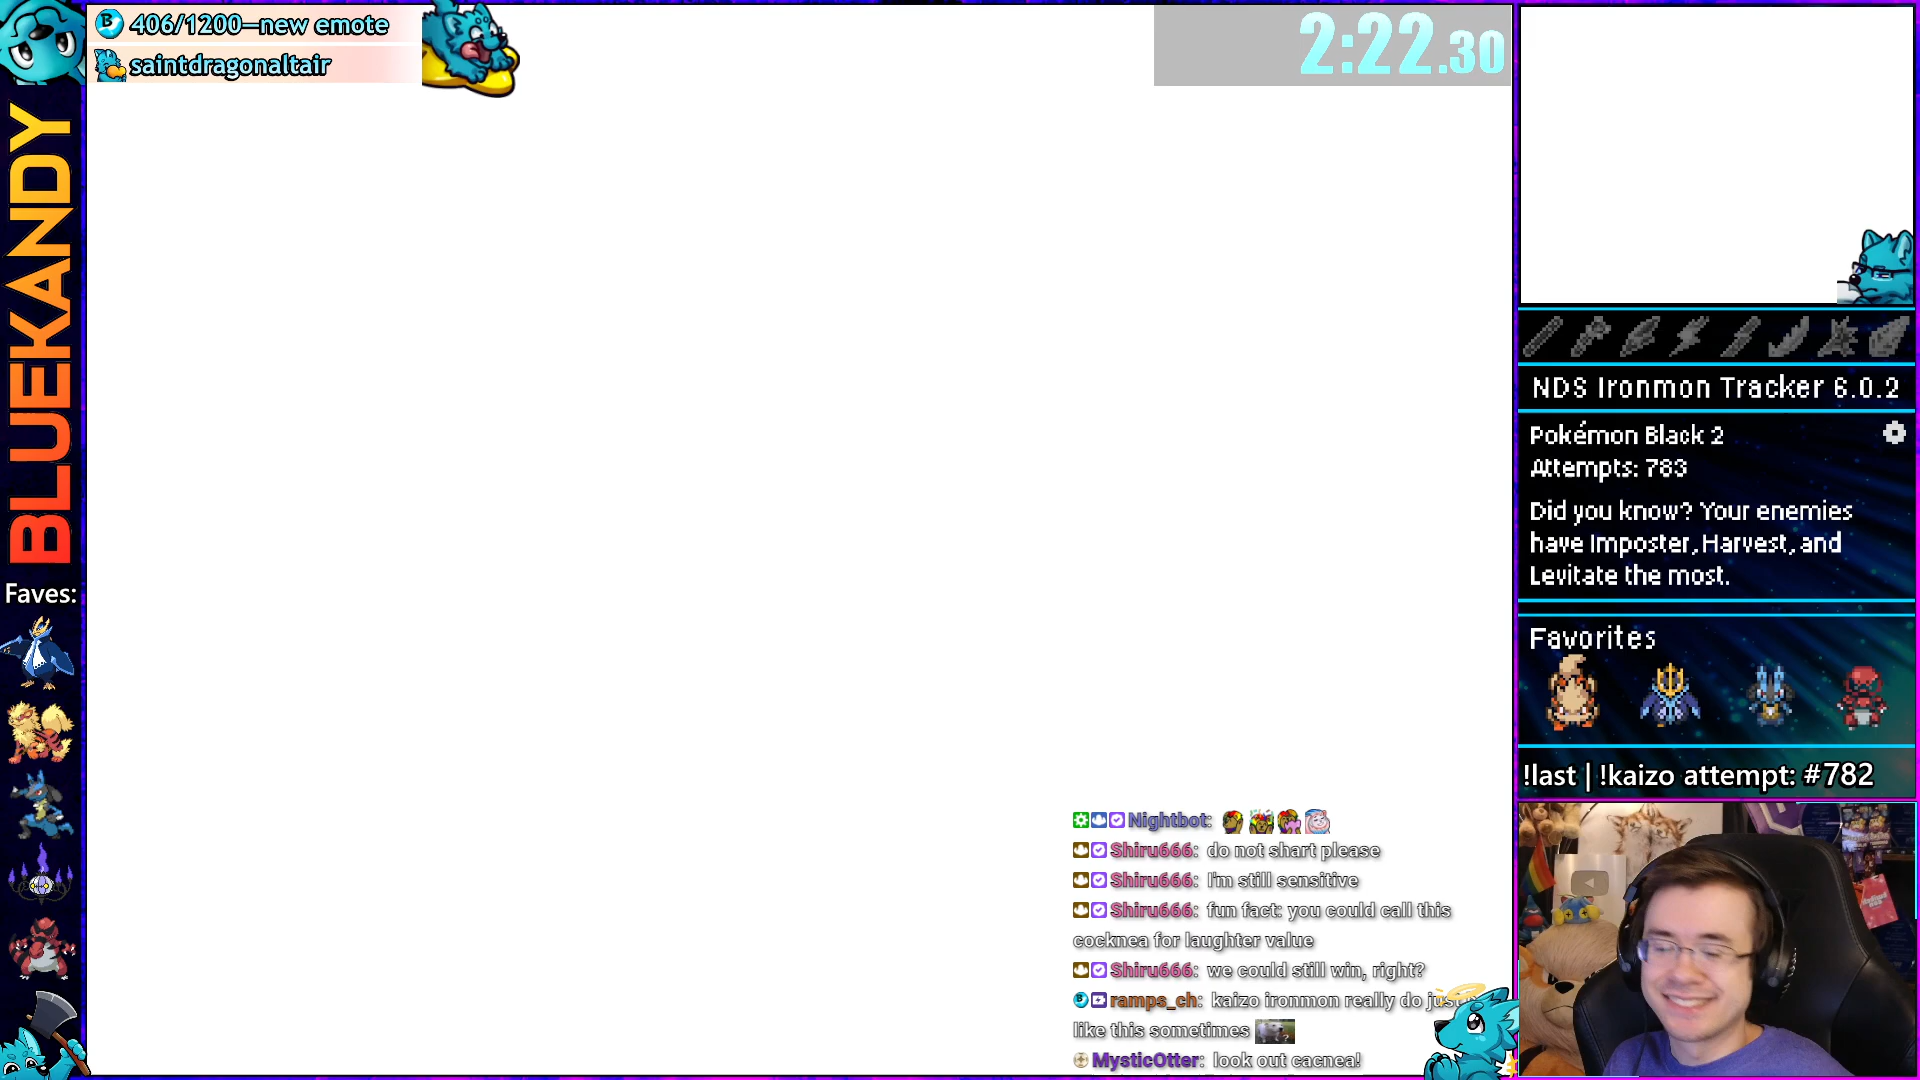 406/1200—new emote
saintdragonaltair
2:22.30
BLUEKANDY
Faves:
NDS Ironmon Tracker 6.0.2
Pokémon Black 2
Attempts: 783
Did you know? Your enemies
have Imposter, Harvest, and
Levitate the most.
Favorites
!last | !kaizo attempt: #782
Nightbot:
Shiru666: do not shart please
Shiru666: I'm still sensitive
Shiru666: fun fact: you could call this
cocknea for laughter value
Shiru666: we could still win, right?
ramps_ch: kaizo ironmon really do just
like this sometimes
MysticOtter: look out cacnea!